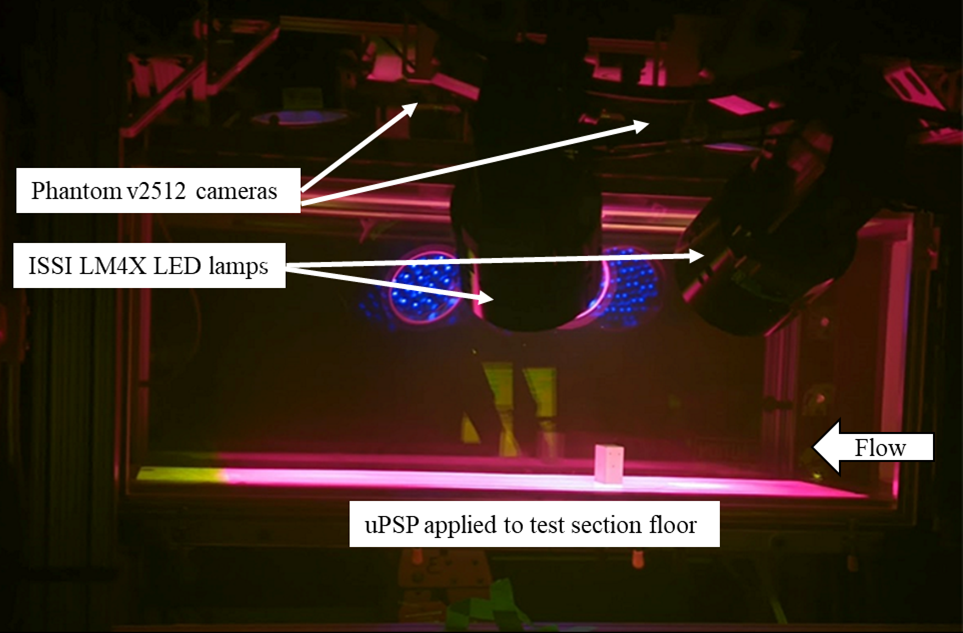 Phantom v2512 cameras
ISSI LM4X LED lamps
Flow
uPSP applied to test section floor